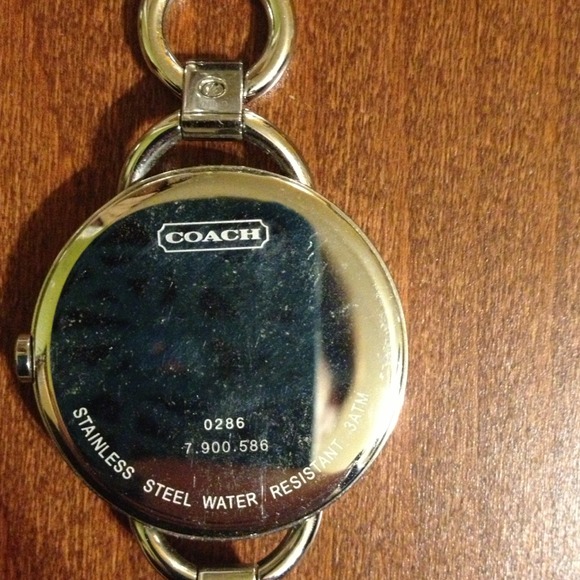 COACH
0286
7.900.586
STAINLESS STEEL WATER RESISTANT 3ATM